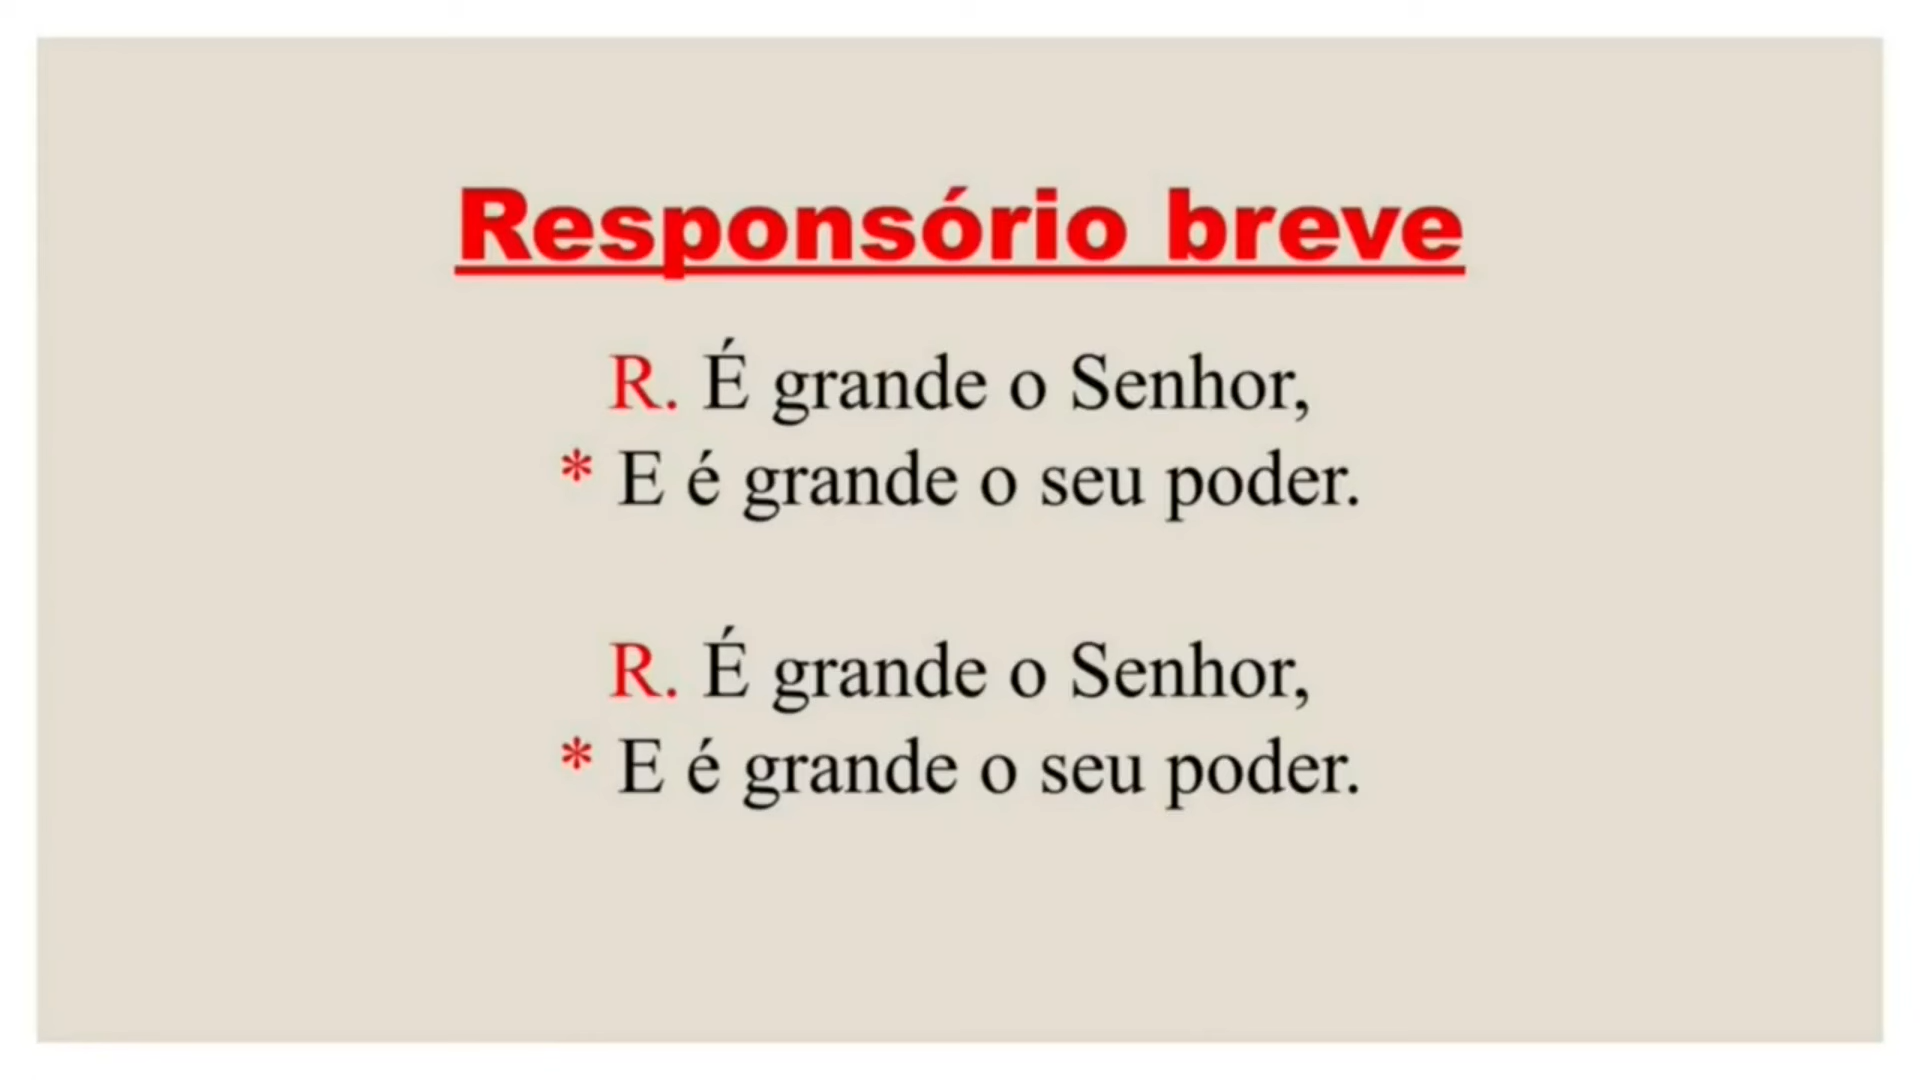 Responsório breve
R. É grande o Senhor,
* E é grande o seu poder.
R. É grande o Senhor,
* E é grande o seu poder.